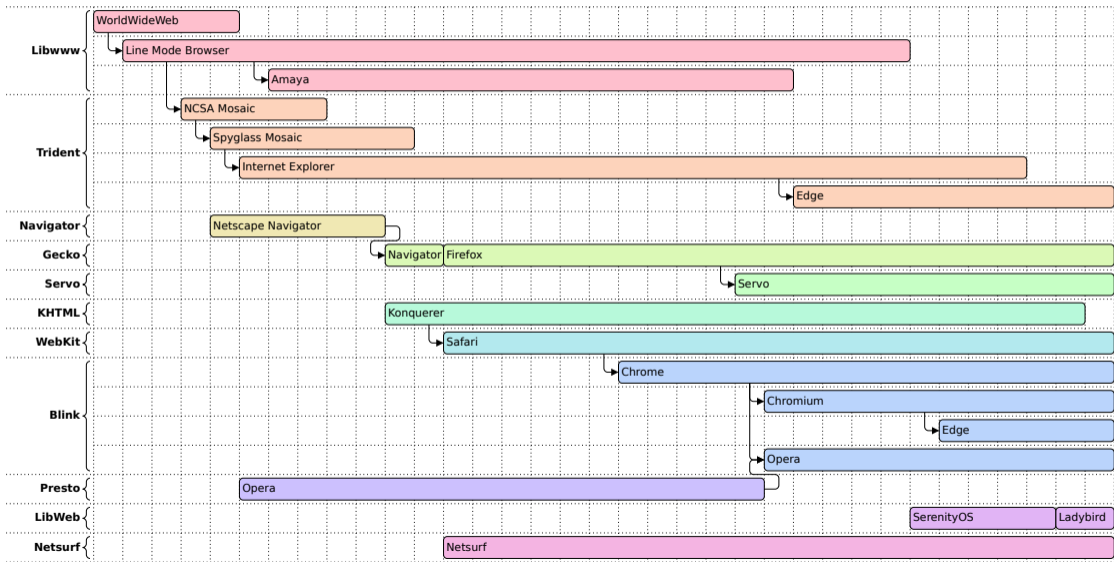 WorldWideWeb
Libwww
Line Mode Browser
Amaya
NCSA Mosaic
Spyglass Mosaic
Trident
Internet Explorer
Edge
Navigator
Netscape Navigator
Gecko
Navigator
Firefox
Servo
Servo
KHTML
Konquerer
WebKit
Safari
Chrome
Chromium
Blink
Edge
Opera
Presto
Opera
LibWeb
SerenityOS
Ladybird
Netsurf
Netsurf